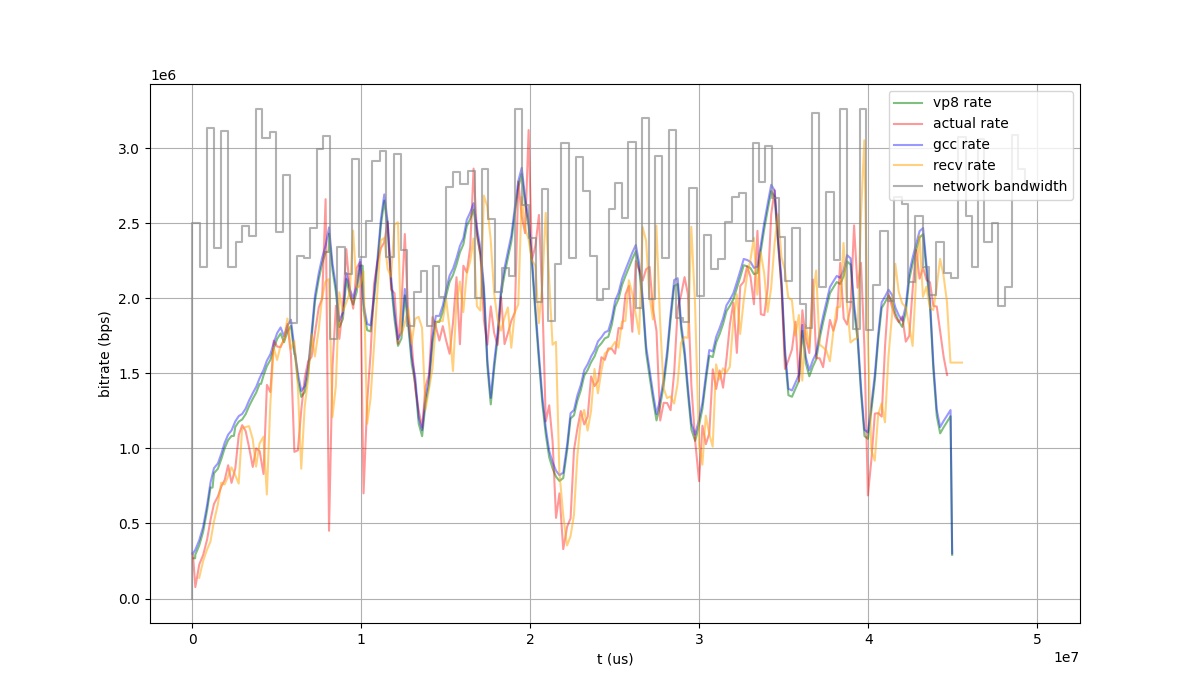 1e6
bitrate (bps)
3.0
2.5
2.0
1.5
1.0
0.5
0.0
vp8 rate
actual rate
gcc rate
recv rate
network bandwidth
0
1
2
3
4
5
t (us)
1e7